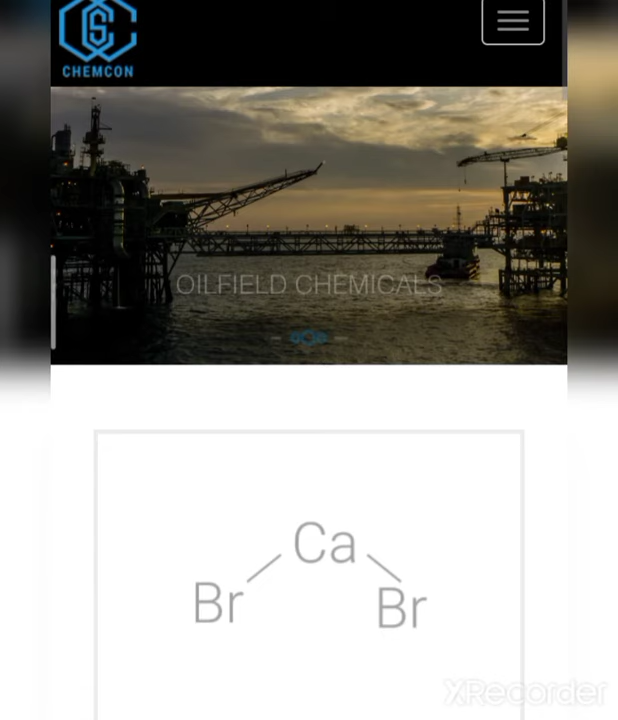 CHEMCON
OILFIELD CHEMICALS
Ca
Br Br
XRecorder